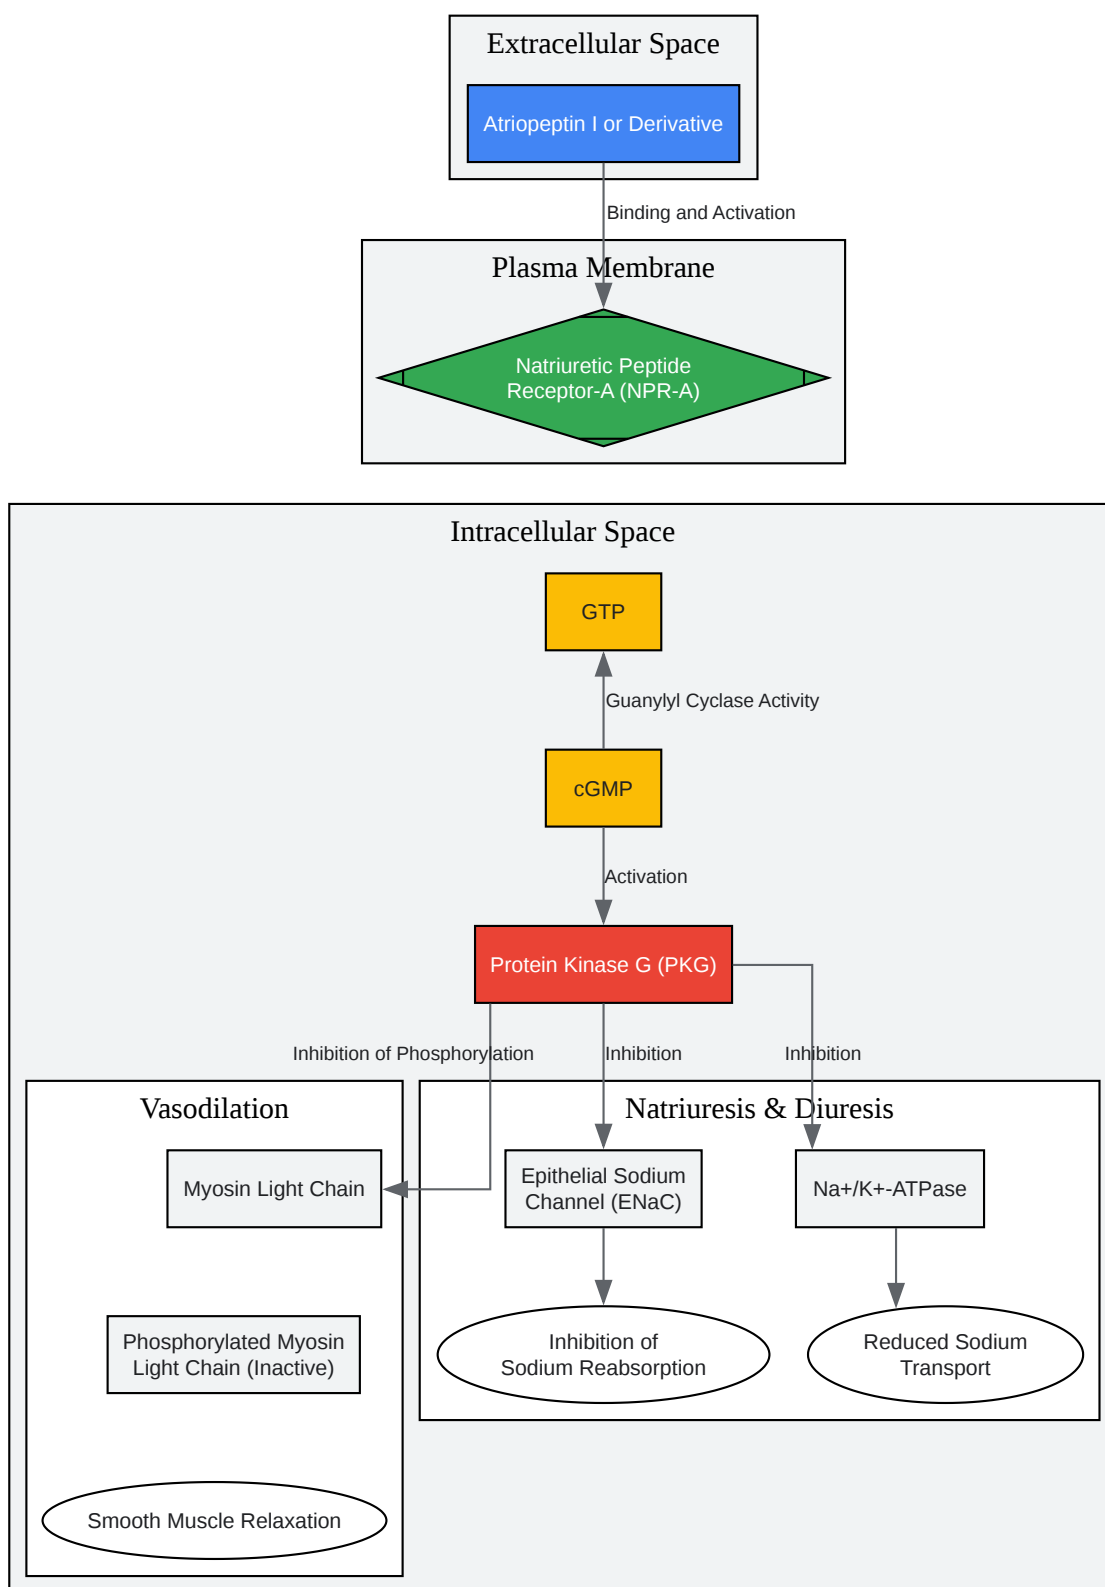 Extracellular Space
Atriopeptin I or Derivative
Binding and Activation
Plasma Membrane
Natriuretic Peptide
Receptor-A (NPR-A)
Intracellular Space
GTP
Guanylyl Cyclase Activity
cGMP
Activation
Protein Kinase G (PKG)
Inhibition of Phosphorylation
Inhibition
Inhibition
Vasodilation
Natriuresis & Diuresis
Myosin Light Chain
Epithelial Sodium
Channel (ENaC)
Na+/K+-ATPase
Phosphorylated Myosin
Light Chain (Inactive)
Inhibition of
Sodium Reabsorption
Reduced Sodium
Transport
Smooth Muscle Relaxation